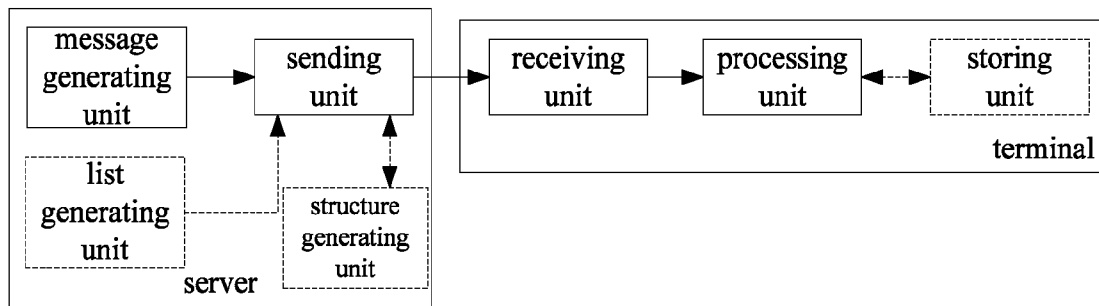 message
generating
unit
sending
unit
list
generating
unit
structure
generating
unit
server
receiving
unit
processing
unit
storing
unit
terminal